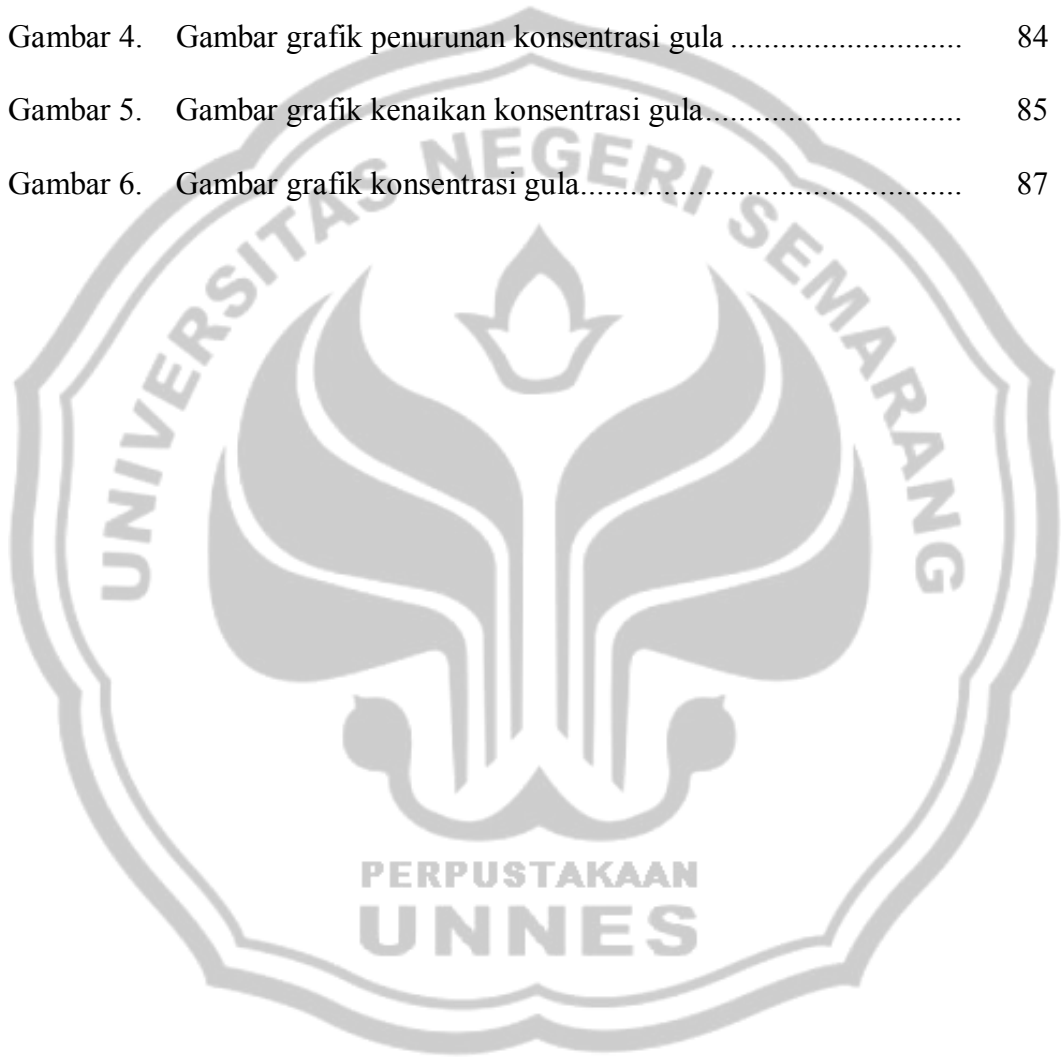 Gambar 4. Gambar grafik penurunan konsentrasi gula ............................ 84
Gambar 5. Gambar grafik kenaikan konsentrasi gula............................... 85
Gambar 6. Gambar grafik konsentrasi gula.............................................. 87
UNIVERSITAS NEGERI SEMARANG
PERPUSTAKAAN
UNNES